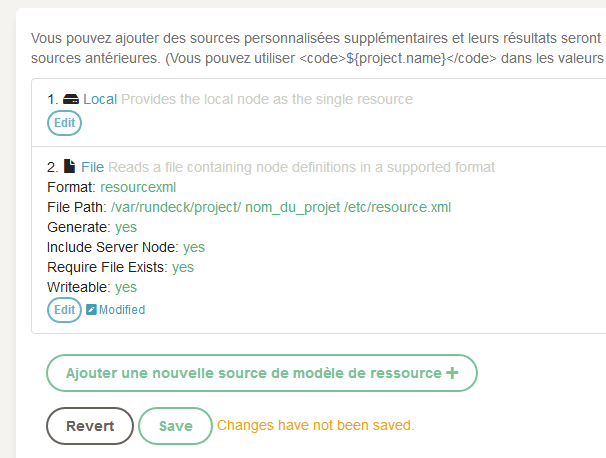 Vous pouvez ajouter des sources personnalisées supplémentaires et leurs résultats seront
sources antérieures. (Vous pouvez utiliser <code>${project.name}</code> dans les valeurs
1. Local Provides the local node as the single resource
Edit
2. File Reads a file containing node definitions in a supported format
Format: resourcexml
File Path: /var/rundeck/project/ nom_du_projet /etc/resource.xml
Generate: yes
Include Server Node: yes
Require File Exists: yes
Writeable: yes
Edit Modified
Ajouter une nouvelle source de modèle de ressource +
Revert Save Changes have not been saved.